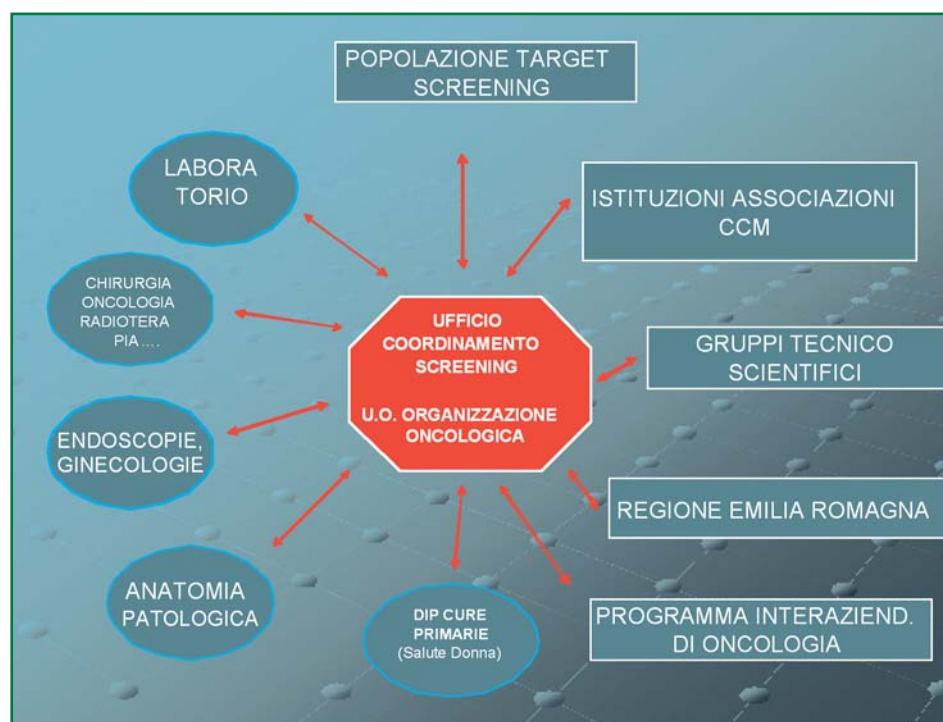 POPOLAZIONE TARGET
SCREENING
LABORA
TORIO
ISTITUZIONI ASSOCIAZIONI
CCM
CHIRURGIA
ONCOLOGIA
RADIOTERA
PIA ....
UFFICIO
COORDINAMENTO
SCREENING
U.O. ORGANIZZAZIONE
ONCOLOGICA
GRUPPI TECNICO
SCIENTIFICI
ENDOSCOPIE,
GINECOLOGIE
REGIONE EMILIA ROMAGNA
ANATOMIA
PATOLOGICA
DIP CURE
PRIMARIE
(Salute Donna)
PROGRAMMA INTERAZIEND.
DI ONCOLOGIA